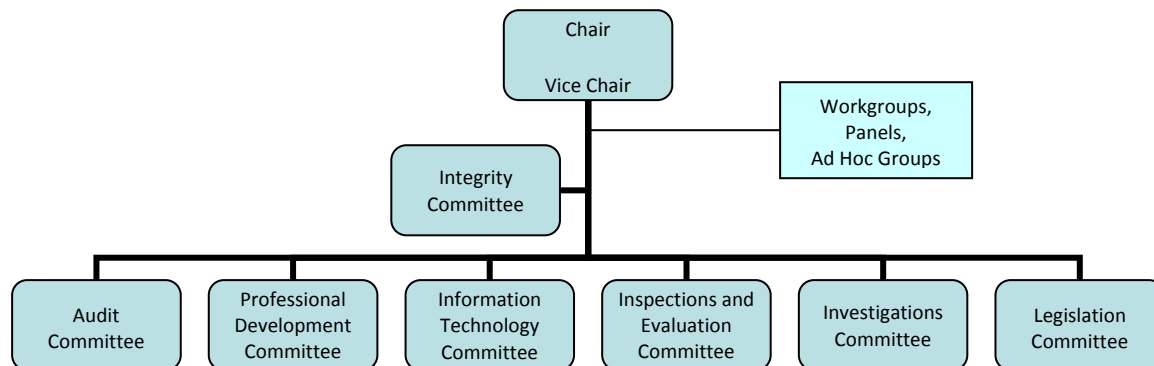 Chair
Vice Chair
Workgroups,
Panels,
Ad Hoc Groups
Integrity
Committee
Audit
Committee
Professional
Development
Committee
Information
Technology
Committee
Inspections and
Evaluation
Committee
Investigations
Committee
Legislation
Committee